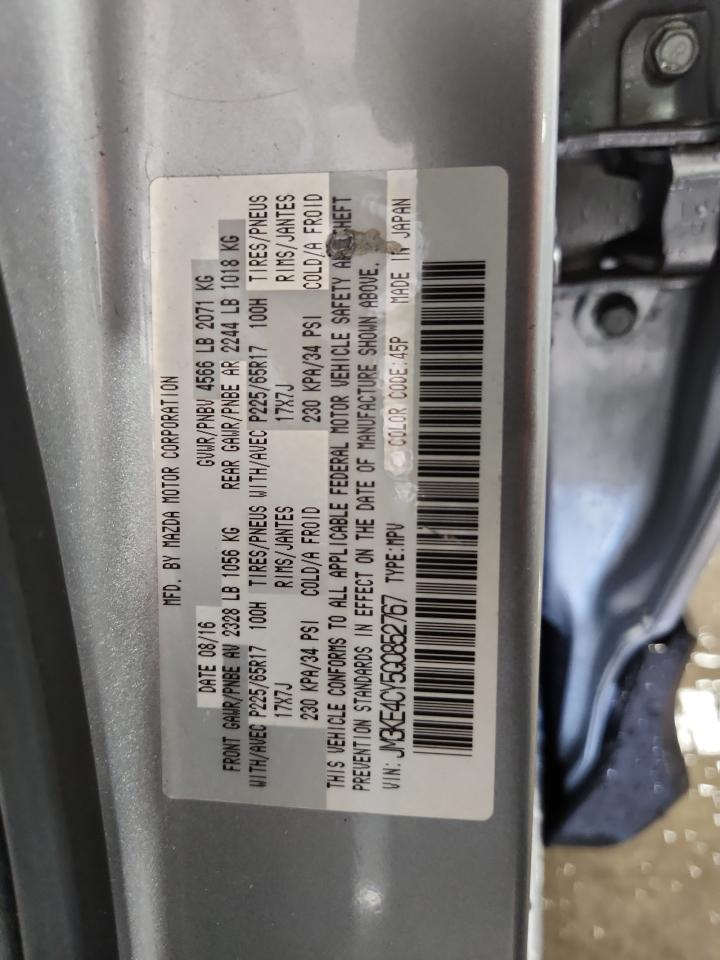 MFD. BY MAZDA MOTOR CORPORATION
DATE 08/16 GVWR/PNBV 4566 LB 2071 KG
FRONT GAWR/PNBE AV 2328 LB 1056 KG REAR GAWR/PNBE AR 2244 LB 1018 KG
WITH/AVEC P225/65R17 100H TIRES/PNEUS WITH/AVEC P225/65R17 100H TIRES/PNEUS
17X7J RIMS/JANTES 17X7J RIMS/JANTES
230 KPA/34 PSI COLD/A FROID 230 KPA/34 PSI COLD/A FROID
THIS VEHICLE CONFORMS TO ALL APPLICABLE FEDERAL MOTOR VEHICLE SAFETY AND THEFT
PREVENTION STANDARDS IN EFFECT ON THE DATE OF MANUFACTURE SHOWN ABOVE.
VIN: JM3KE4CY5G0852767 TYPE:MPV COLOR CODE:45P MADE IN JAPAN